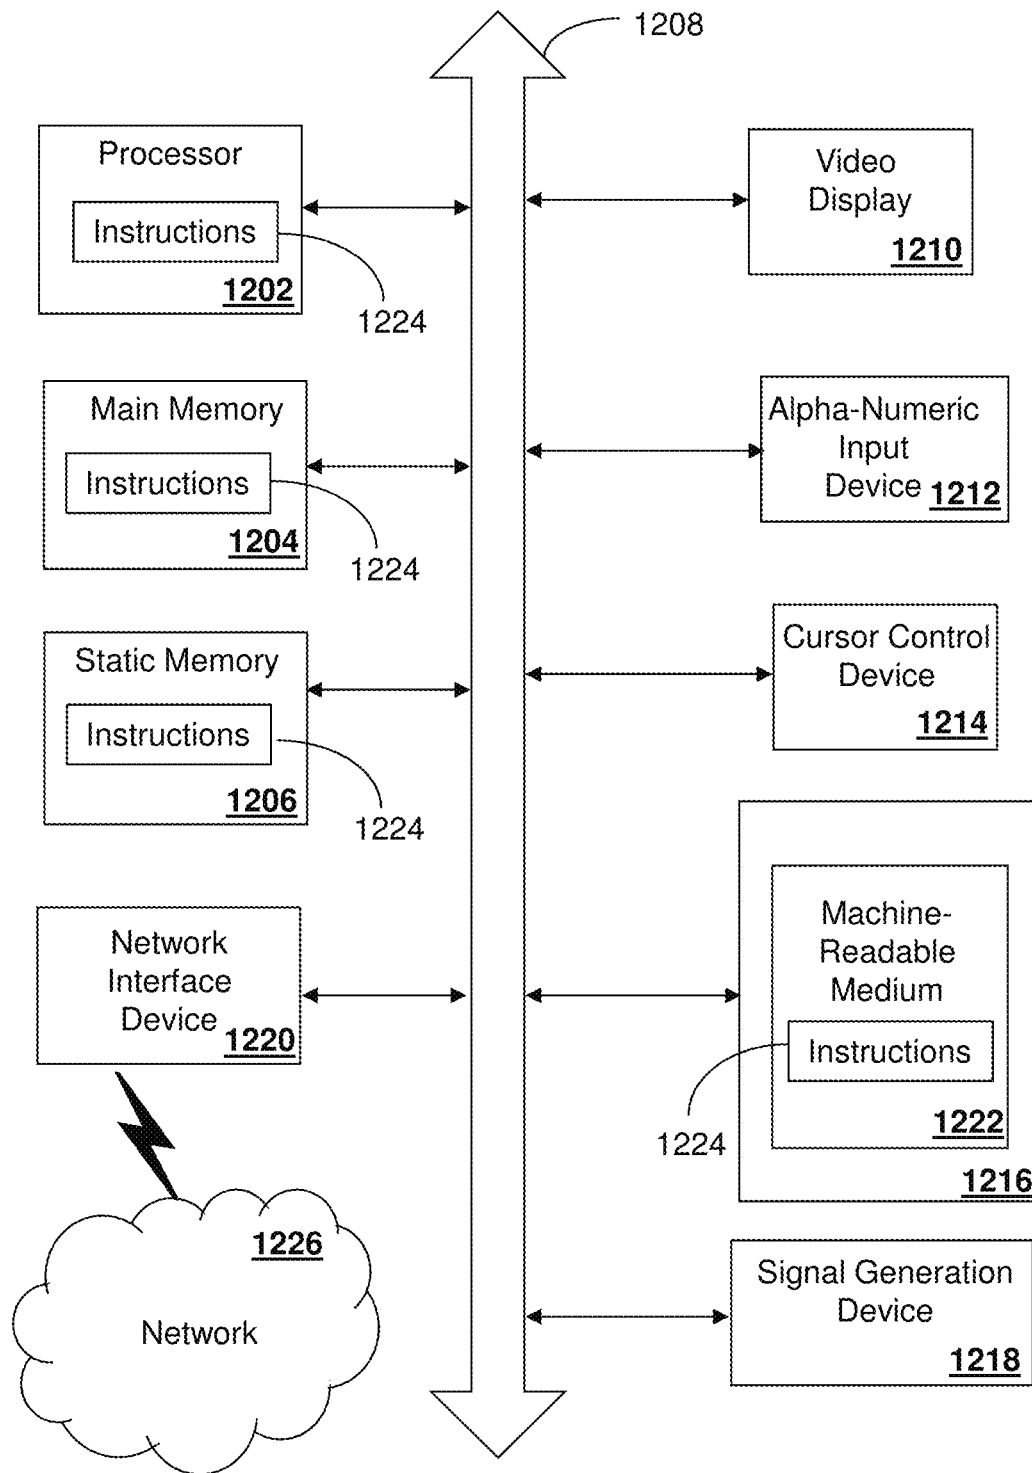 1208
Processor
Instructions
1202
1224
Main Memory
Instructions
1204
1224
Static Memory
Instructions
1206
1224
Network
Interface
Device
1220
1226
Network
Video
Display
1210
Alpha-Numeric
Input
Device 1212
Cursor Control
Device
1214
Machine-
Readable
Medium
Instructions
1224
1222
1216
Signal Generation
Device
1218